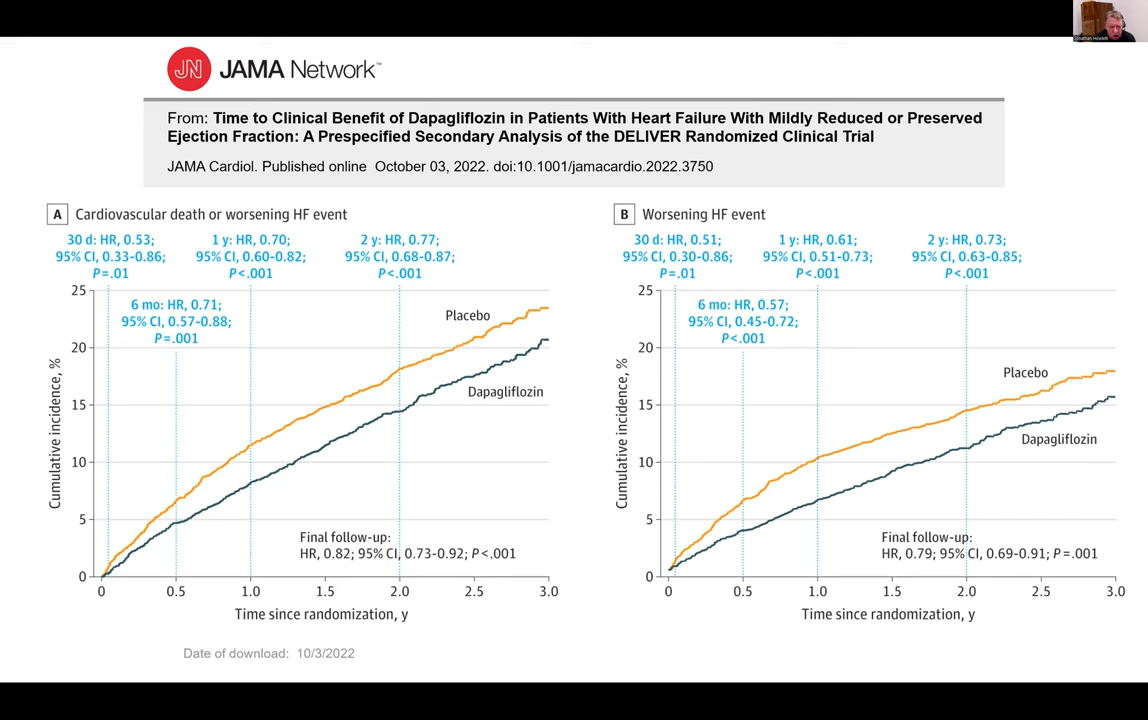 JN JAMA Network™
From: Time to Clinical Benefit of Dapagliflozin in Patients With Heart Failure With Mildly Reduced or Preserved
Ejection Fraction: A Prespecified Secondary Analysis of the DELIVER Randomized Clinical Trial
JAMA Cardiol. Published online October 03, 2022. doi:10.1001/jamacardio.2022.3750
A Cardiovascular death or worsening HF event
30 d: HR, 0.53;
95% CI, 0.33-0.86;
P=.01
1 y: HR, 0.70;
95% CI, 0.60-0.82;
P<.001
2 y: HR, 0.77;
95% CI, 0.68-0.87;
P<.001
6 mo: HR, 0.71;
95% CI, 0.57-0.88;
P=.001
Placebo
Dapagliflozin
Final follow-up:
HR, 0.82; 95% CI, 0.73-0.92; P<.001
Cumulative incidence, %
25
20
15
10
5
0
0 0.5 1.0 1.5 2.0 2.5 3.0
Time since randomization, y
B Worsening HF event
30 d: HR, 0.51;
95% CI, 0.30-0.86;
P=.01
1 y: HR, 0.61;
95% CI, 0.51-0.73;
P<.001
2 y: HR, 0.73;
95% CI, 0.63-0.85;
P<.001
6 mo: HR, 0.57;
95% CI, 0.45-0.72;
P<.001
Placebo
Dapagliflozin
Final follow-up:
HR, 0.79; 95% CI, 0.69-0.91; P=.001
Cumulative incidence, %
25
20
15
10
5
0
0 0.5 1.0 1.5 2.0 2.5 3.0
Time since randomization, y
Date of download: 10/3/2022